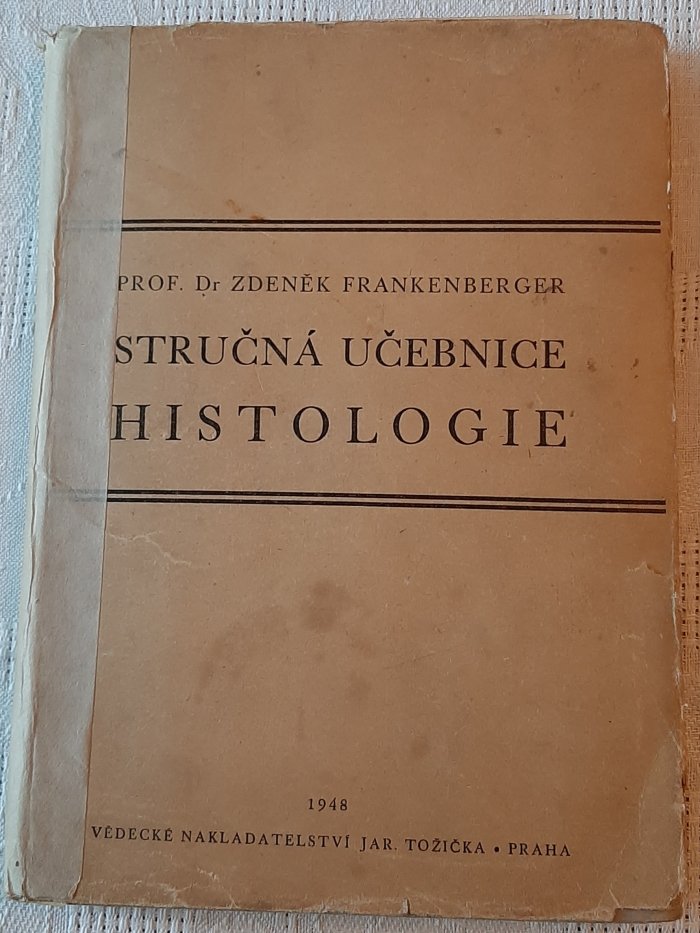 PROF. Dr ZDENĚK FRANKENBERGER
STRUČNÁ UČEBNICE
HISTOLOGIE
1948
VĚDECKÉ NAKLADATELSTVÍ JAR. TOŽIČKA • PRAHA